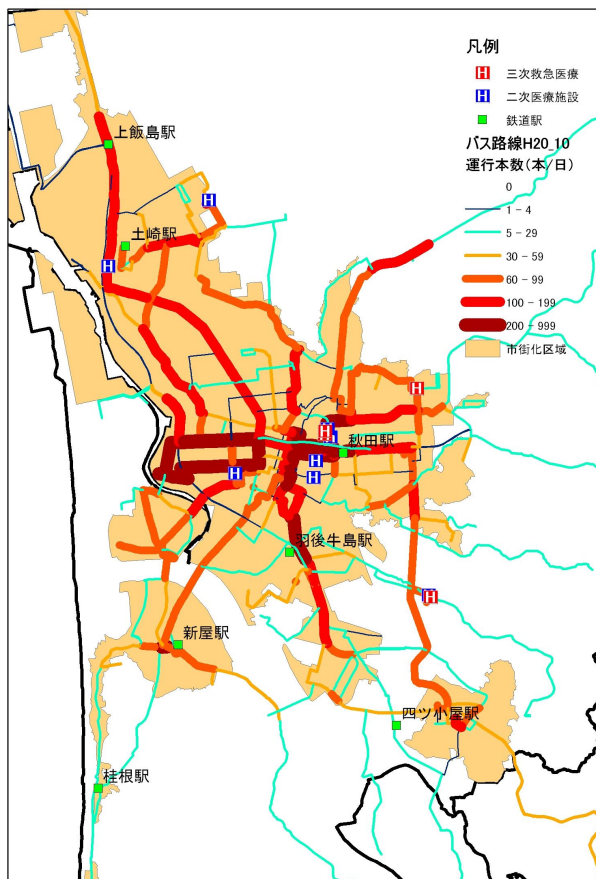 凡例
H 三次救急医療
H 二次医療施設
鉄道駅
バス路線H20_10
運行本数(本/日)
0
1 - 4
5 - 29
30 - 59
60 - 99
100 - 199
200 - 999
市街化区域
上飯島駅
H
土崎駅
H
H
H
秋田駅
H
H
H
羽後牛島駅
H
新屋駅
四ツ小屋駅
桂根駅